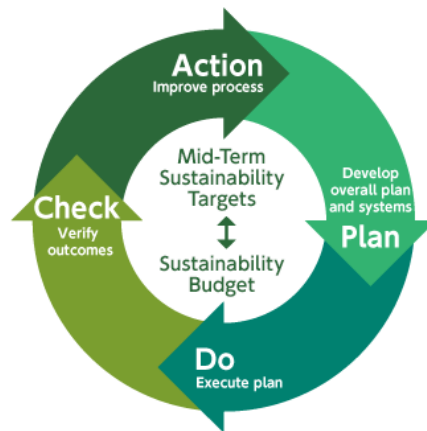 Action
Improve process
Develop
overall plan
and systems
Plan
Do
Execute plan
Check
Verify
outcomes
Mid-Term
Sustainability
Targets
Sustainability
Budget